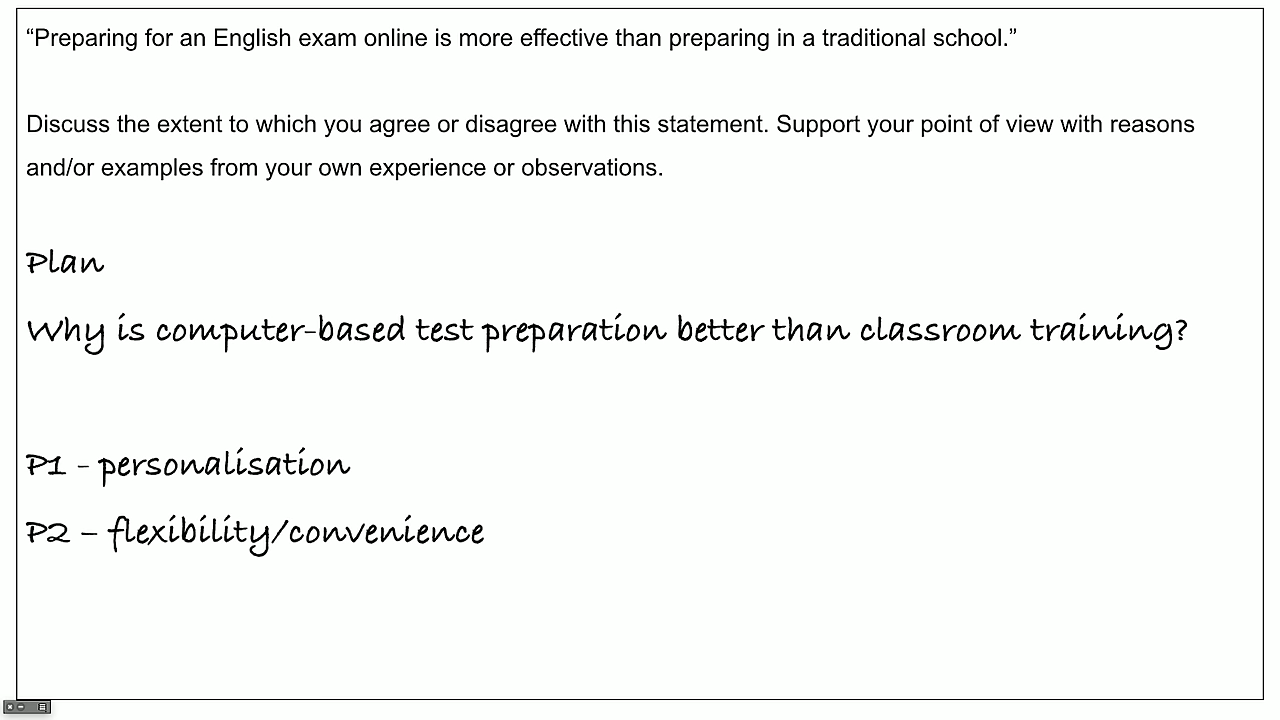 “Preparing for an English exam online is more effective than preparing in a traditional school.”
Discuss the extent to which you agree or disagree with this statement. Support your point of view with reasons
and/or examples from your own experience or observations.
Plan
Why is computer-based test preparation better than classroom training?
P1 - personalisation
P2 – flexibility/convenience